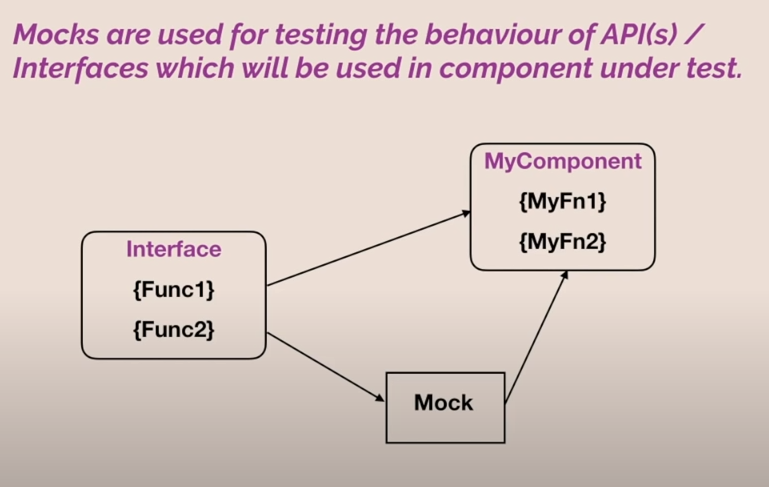 Mocks are used for testing the behaviour of API(s) /
Interfaces which will be used in component under test.
MyComponent
{MyFn1}
{MyFn2}
Interface
{Func1}
{Func2}
Mock